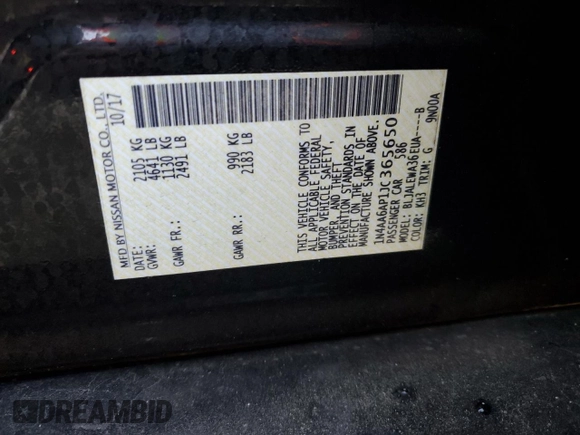 MFD BY NISSAN MOTOR CO., LTD.
DATE: 10/17
GVWR: 2105 KG
4641 LB
GAWR FR.: 1130 KG
2491 LB
GAWR RR.: 990 KG
2183 LB
THIS VEHICLE CONFORMS TO
ALL APPLICABLE FEDERAL
MOTOR VEHICLE SAFETY,
BUMPER, AND THEFT
PREVENTION STANDARDS IN
EFFECT ON THE DATE OF
MANUFACTURE SHOWN ABOVE.
1N4AA6AP1JC365650
PASSENGER CAR 586
MODEL: BLJALEWA36EUA-----B
COLOR: KH3 TRIM: G 9N00A
DREAMBID